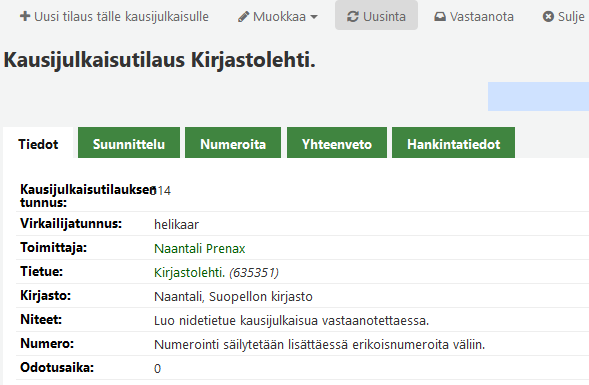 Uusi tilaus tälle kausijulkaisulle Muokkaa Uusinta Vastaanota Sulje
Kausijulkaisutilaus Kirjastolehti.
Tiedot Suunnittelu Numeroita Yhteenveto Hankintatiedot
Kausijulkaisutilauksen 14
tunnus:
Virkailijatunnus: helikaar
Toimittaja: Naantali Prenax
Tietue: Kirjastolehti. (635351)
Kirjasto: Naantali, Suopellon kirjasto
Niteet: Luo nidetietue kausijulkaisua vastaanotettaessa.
Numero: Numerointi säilytetään lisättäessä erikoisnumeroita väliin.
Odotusaika: 0